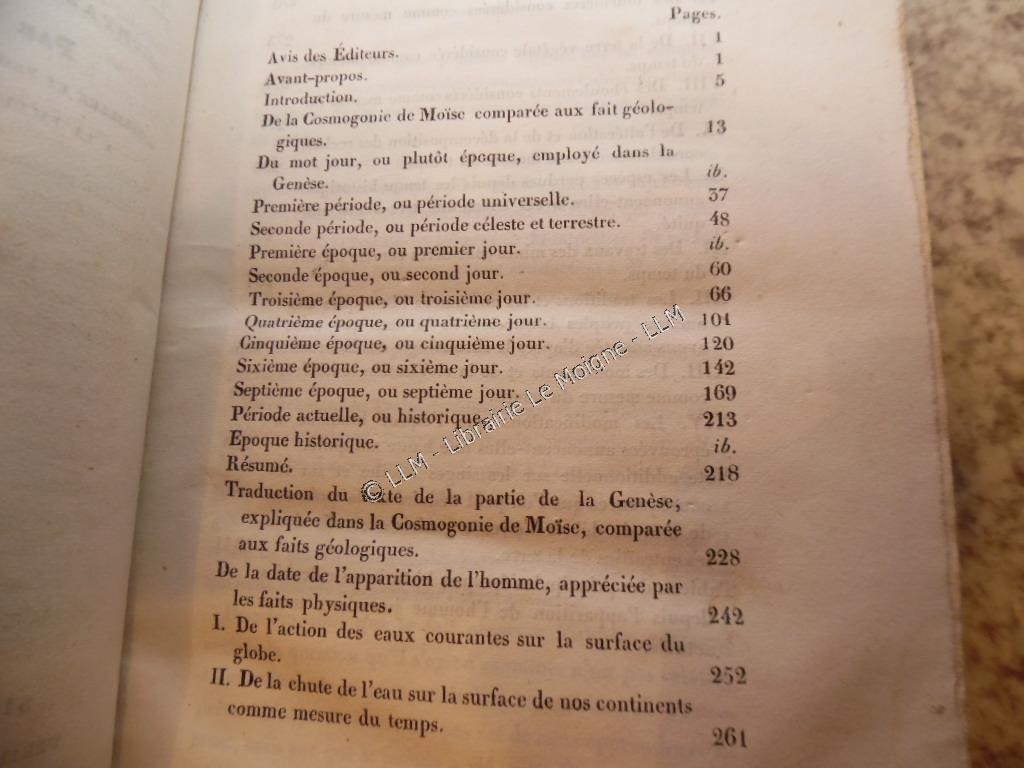 Pages.
Avis des Éditeurs. 1
Avant-propos. 1
Introduction. 5
De la Cosmogonie de Moïse comparée aux fait géolo-
giques. 13
Du mot jour, ou plutôt époque, employé dans la
Genèse. ib.
Première période, ou période universelle. 37
Seconde période, ou période céleste et terrestre. 48
Première époque, ou premier jour. ib.
Seconde époque, ou second jour. 60
Troisième époque, ou troisième jour. 66
Quatrième époque, ou quatrième jour. 101
Cinquième époque, ou cinquième jour. 120
Sixième époque, ou sixième jour. 142
Septième époque, ou septième jour. 169
Période actuelle, ou historique. 213
Epoque historique. ib.
Résumé. 218
Traduction du texte de la partie de la Genèse,
expliquée dans la Cosmogonie de Moïse, comparée
aux faits géologiques. 228
De la date de l'apparition de l'homme, appréciée par
les faits physiques. 242
I. De l'action des eaux courantes sur la surface du
globe. 252
II. De la chute de l'eau sur la surface de nos continents
comme mesure du temps. 261
© LLM - Librairie Le Moigne - LLM